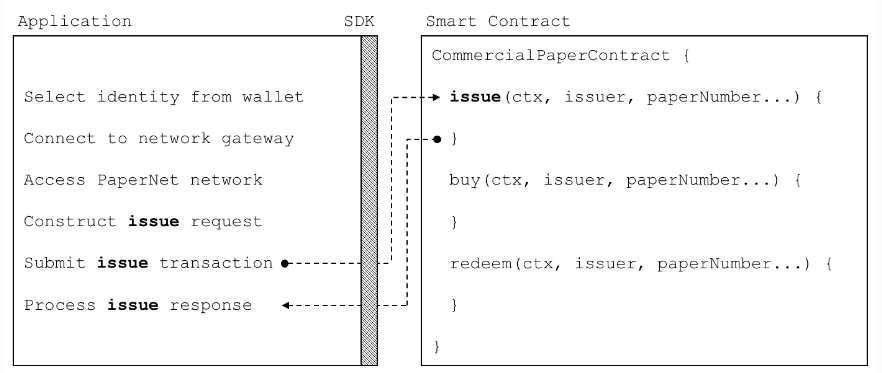 Application
SDK
Select identity from wallet
Connect to network gateway
Access PaperNet network
Construct issue request
Submit issue transaction
Process issue response
Smart Contract
CommercialPaperContract {
issue(ctx, issuer, paperNumber...) {
}
buy(ctx, issuer, paperNumber...) {
}
redeem(ctx, issuer, paperNumber...) {
}
}